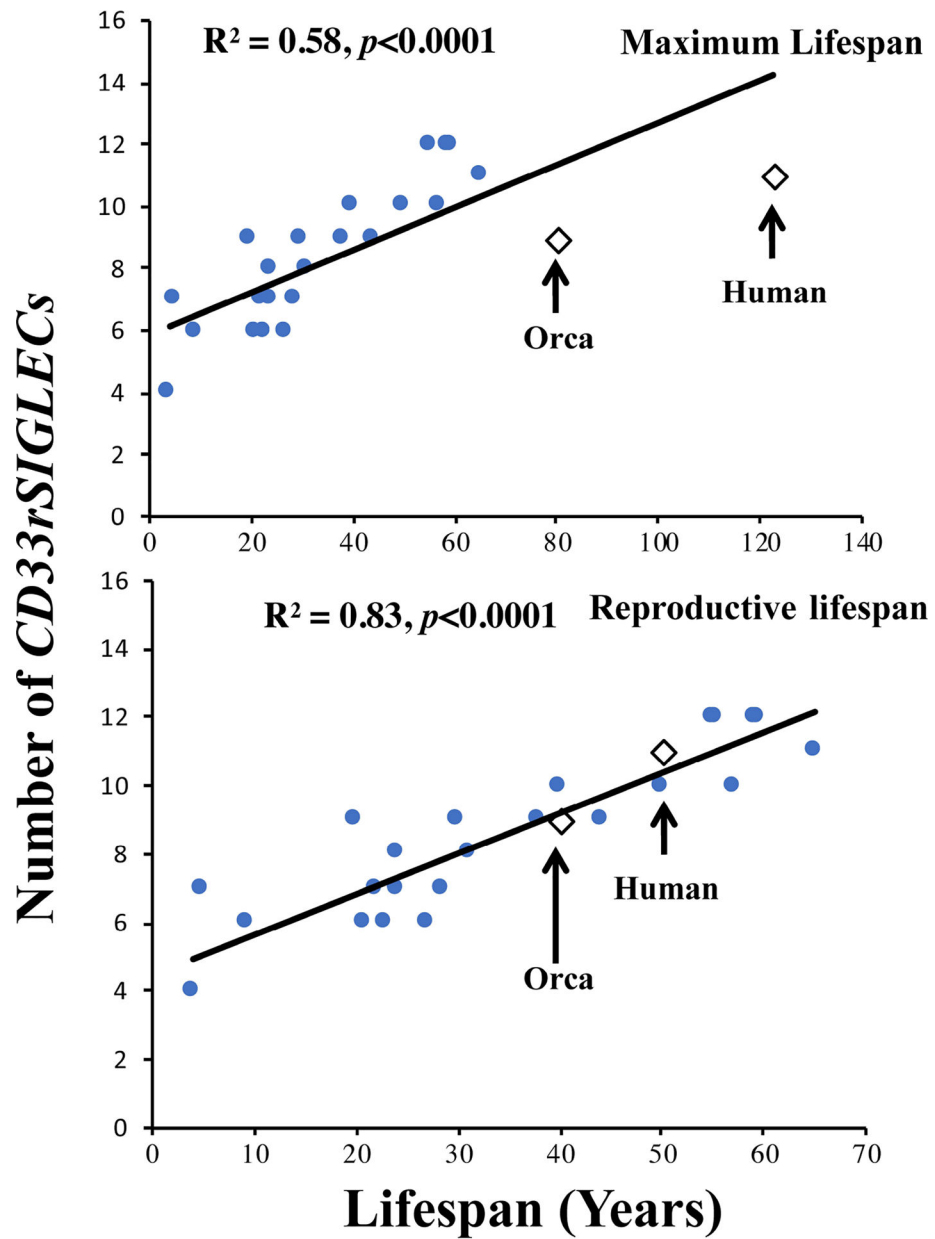 Number of CD33rSIGLECs
R² = 0.58, p<0.0001
Maximum Lifespan
16
14
12
10
8
6
4
2
0
Orca
Human
0 20 40 60 80 100 120 140
R² = 0.83, p<0.0001
Reproductive lifespan
16
14
12
10
8
6
4
2
0
Human
Orca
0 10 20 30 40 50 60 70
Lifespan (Years)